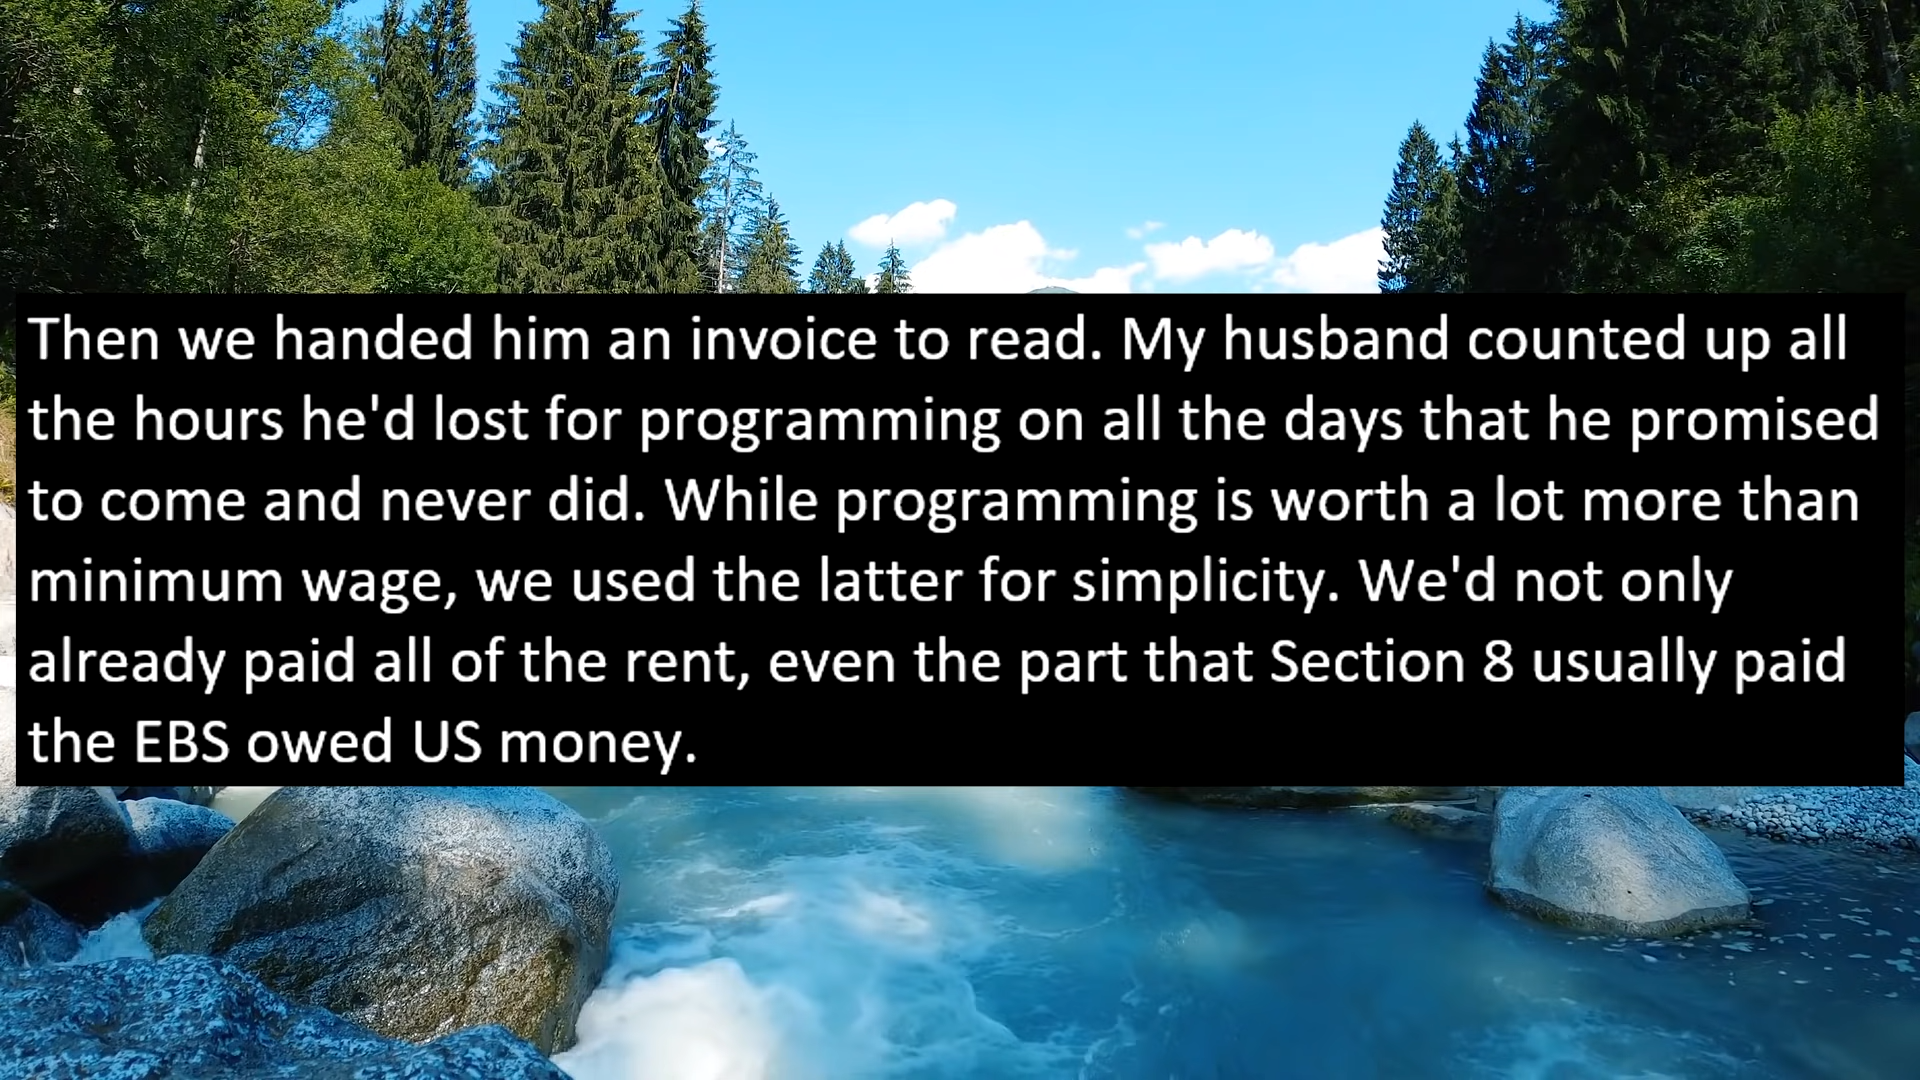 Then we handed him an invoice to read. My husband counted up all
the hours he'd lost for programming on all the days that he promised
to come and never did. While programming is worth a lot more than
minimum wage, we used the latter for simplicity. We'd not only
already paid all of the rent, even the part that Section 8 usually paid
the EBS owed US money.